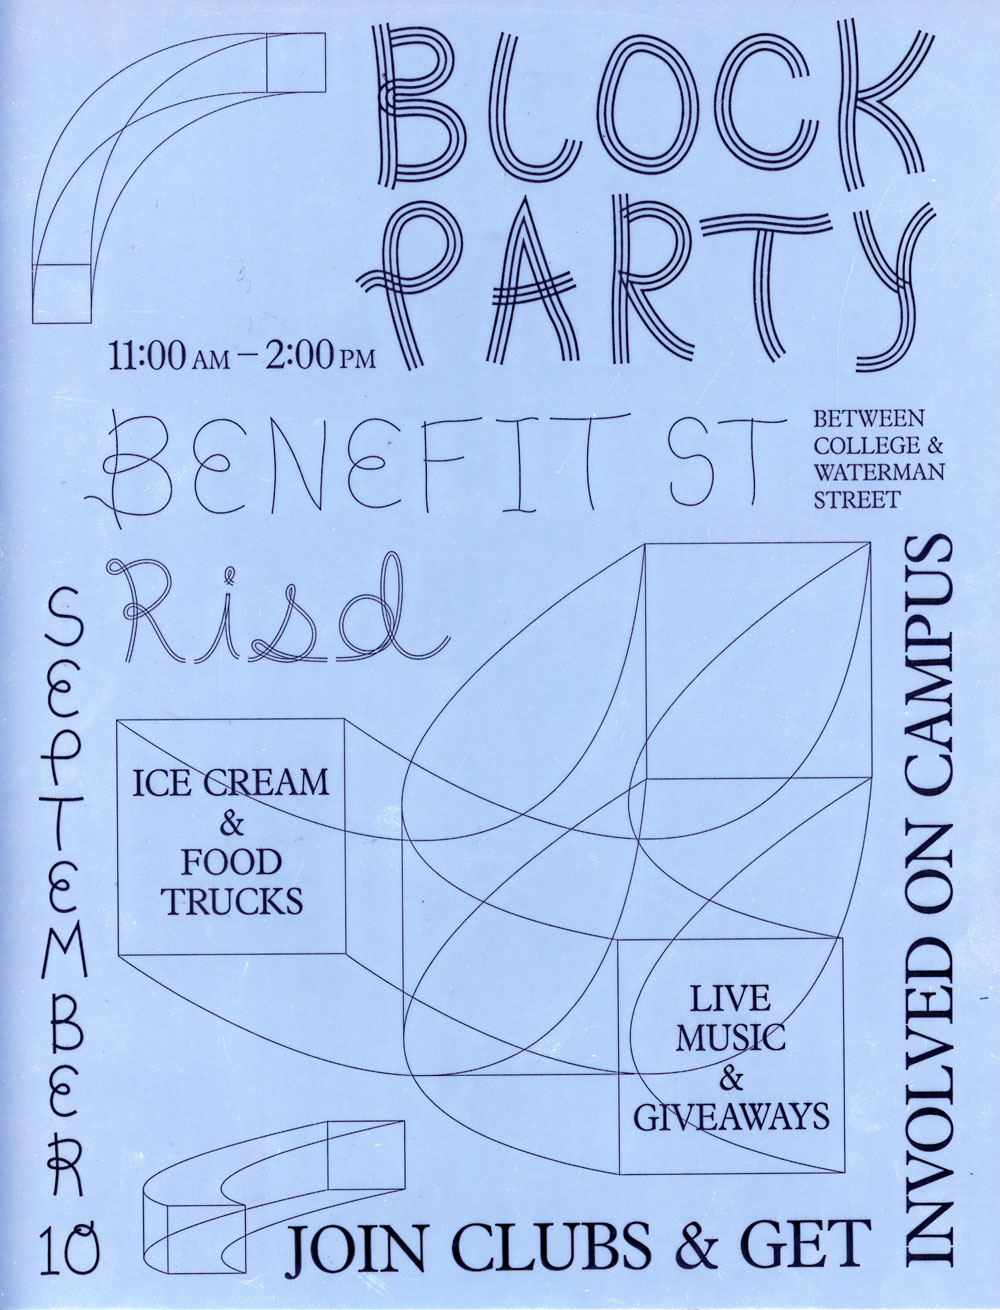 BLOCK
PARTY
11:00 AM – 2:00 PM
BENEFIT ST
BETWEEN
COLLEGE &
WATERMAN
STREET
Risd
SEPTEMBER 10
ICE CREAM
&
FOOD
TRUCKS
LIVE
MUSIC
&
GIVEAWAYS
JOIN CLUBS & GET
INVOLVED ON CAMPUS